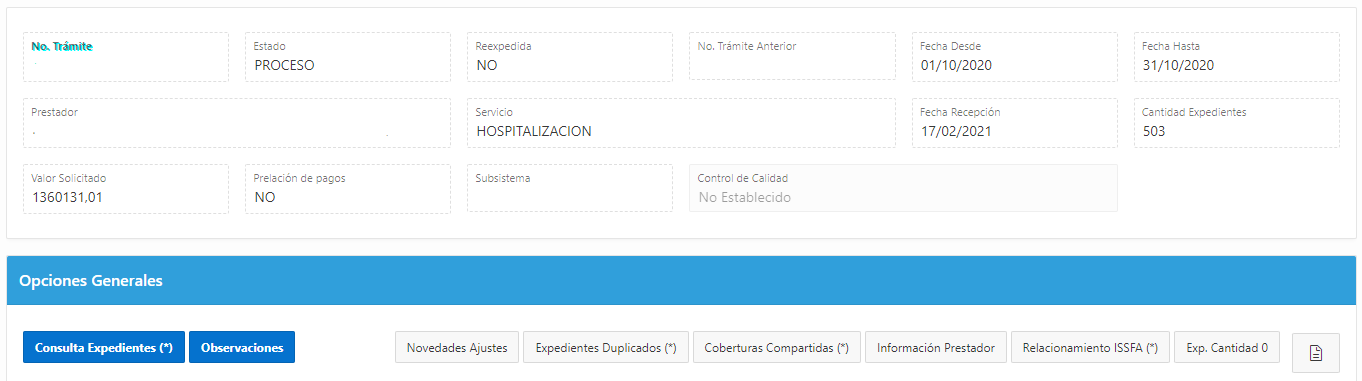 No. Trámite
Estado
Reexpedida
No. Trámite Anterior
Fecha Desde
Fecha Hasta
PROCESO
NO
01/10/2020
31/10/2020
Prestador
Servicio
Fecha Recepción
Cantidad Expedientes
HOSPITALIZACION
17/02/2021
503
Valor Solicitado
Prelación de pagos
Subsistema
Control de Calidad
1360131,01
NO
No Establecido
Opciones Generales
Consulta Expedientes (*)
Observaciones
Novedades Ajustes
Expedientes Duplicados (*)
Coberturas Compartidas (*)
Información Prestador
Relacionamiento ISSFA (*)
Exp. Cantidad 0